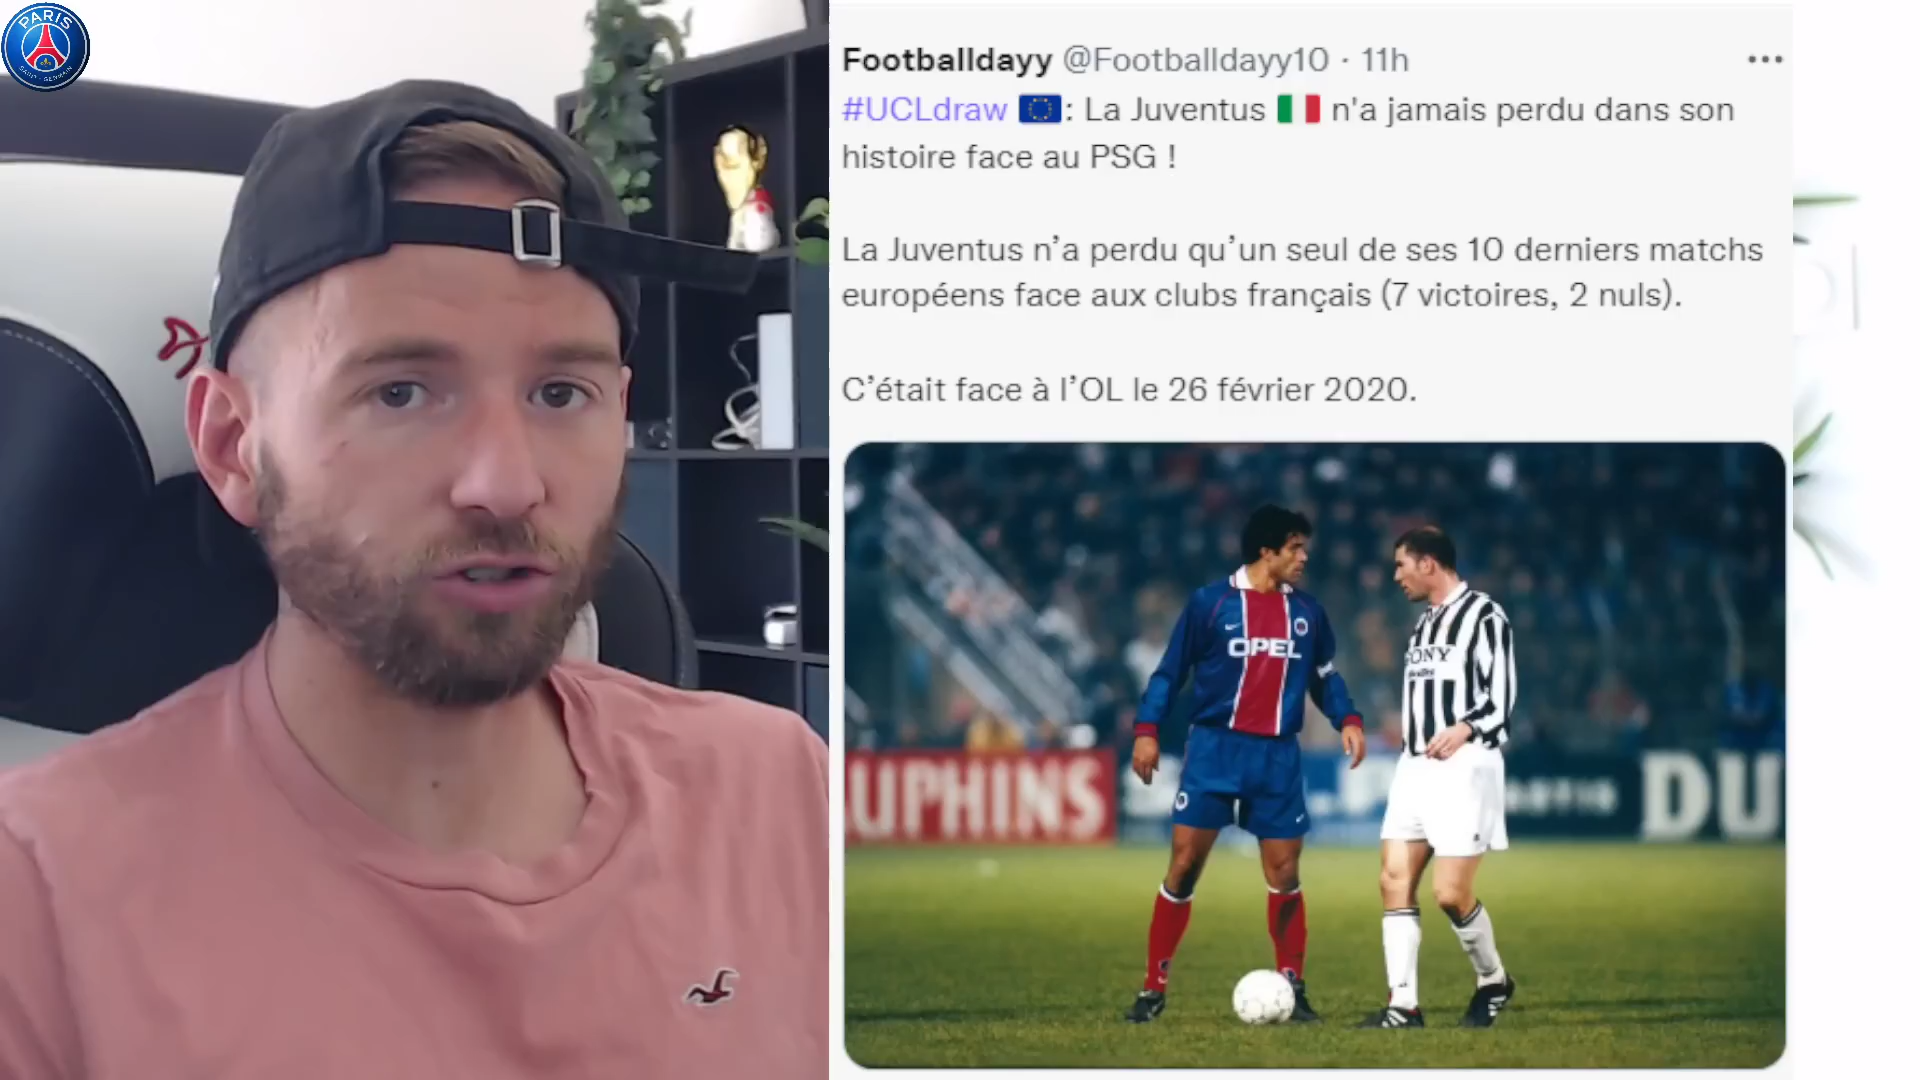 PARIS
SAINT-GERMAIN
Footballdayy @Footballdayy10 · 11h
#UCLdraw 🇪🇺: La Juventus 🇮🇹 n'a jamais perdu dans son
histoire face au PSG !
La Juventus n’a perdu qu’un seul de ses 10 derniers matchs
européens face aux clubs français (7 victoires, 2 nuls).
C’était face à l’OL le 26 février 2020.
OPEL
SONY
UPHINS
DU